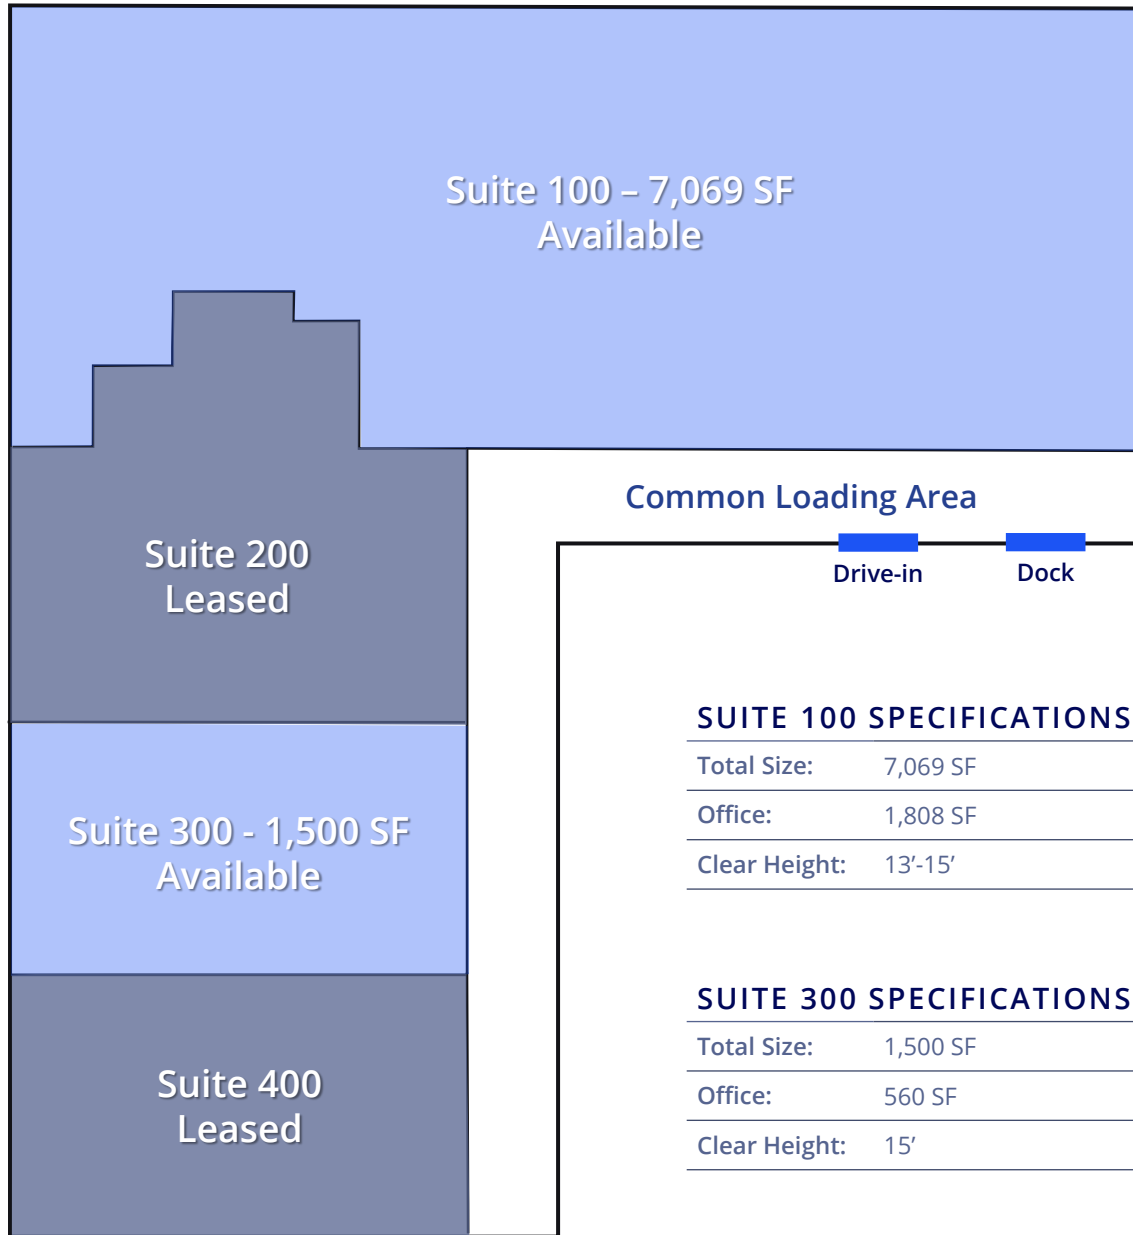 Suite 100 – 7,069 SF
Available
Common Loading Area
Drive-in
Dock
Suite 200
Leased
Suite 300 - 1,500 SF
Available
Suite 400
Leased
SUITE 100 SPECIFICATIONS
Total Size: 7,069 SF
Office: 1,808 SF
Clear Height: 13’-15’
SUITE 300 SPECIFICATIONS
Total Size: 1,500 SF
Office: 560 SF
Clear Height: 15’